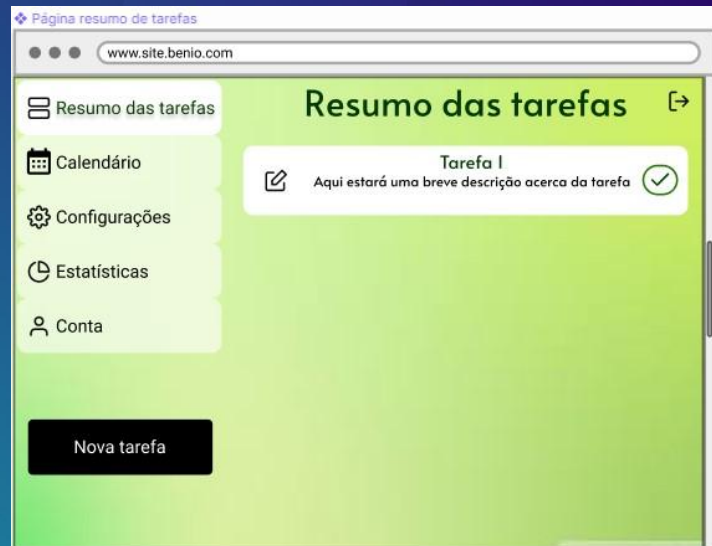 Página resumo de tarefas
www.site.benio.com
Resumo das tarefas
Resumo das tarefas
Calendário
Configurações
Estatísticas
Conta
Nova tarefa
Tarefa 1
Aqui estará uma breve descrição acerca da tarefa